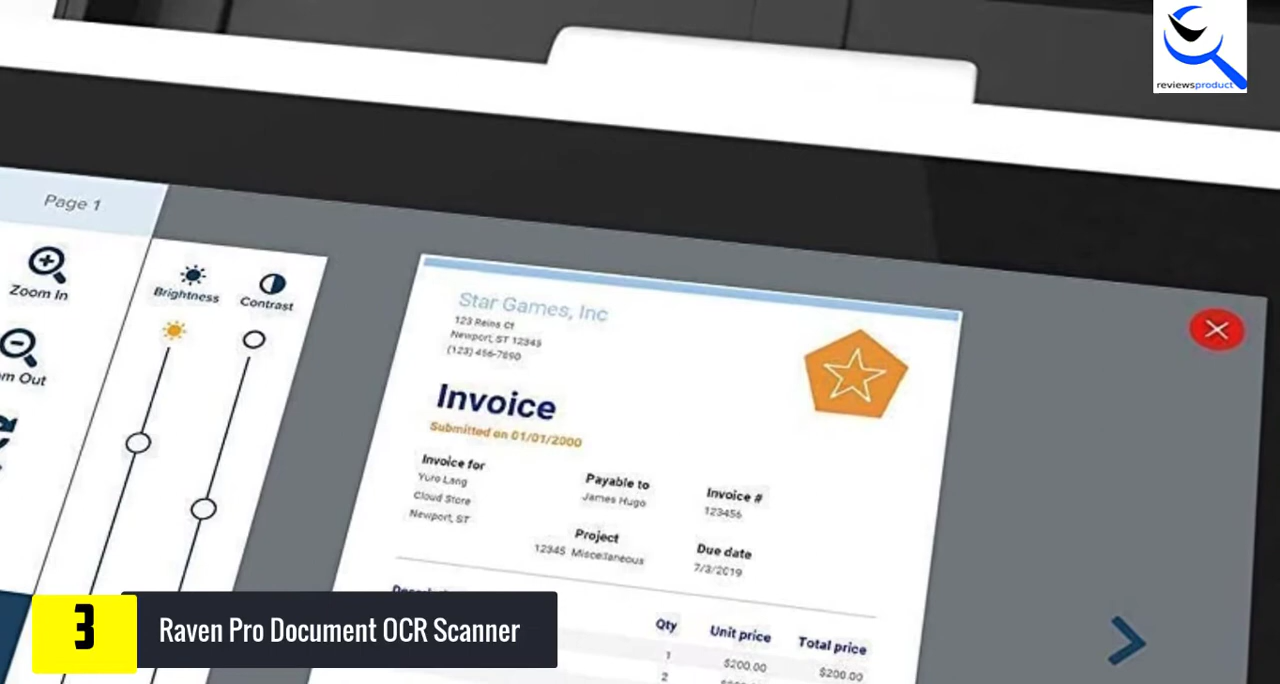 reviewsproduct
Page 1
Zoom In
m Out
Brightness
Contrast
Star Games, Inc
123 Reins Ct
Newport, ST 12345
(123) 456-7890
Invoice
Submitted on 01/01/2000
Invoice for
Yuro Lang
Cloud Store
Newport, ST
Payable to
James Hugo
Invoice #
123456
Project
12345 Miscellaneous
Due date
7/3/2019
Qty
Unit price
Total price
1
$200.00
$200.00
2
3
Raven Pro Document OCR Scanner